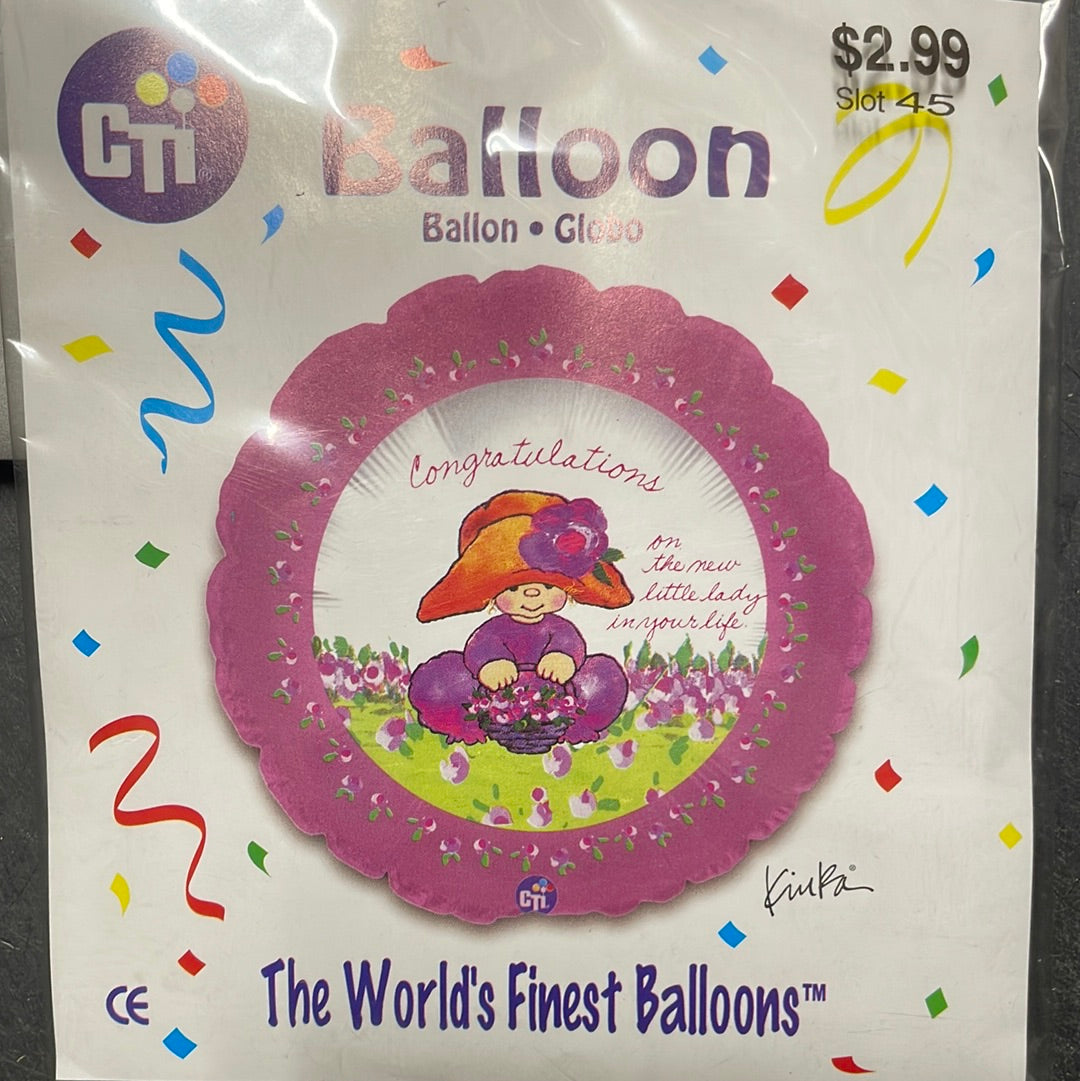 CTI®
$2.99
Slot 45
Balloon
Ballon • Globo
Congratulations
on
the new
little lady
in your life.
CTI
Kinka®
CE
The World's Finest Balloons™